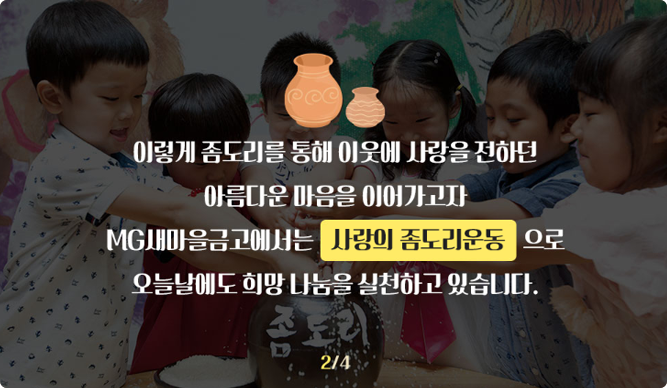 이렇게 좀도리를 통해 이웃에 사랑을 전하던
아름다운 마음을 이어가고자
MG새마을금고에서는 사랑의 좀도리운동 으로
오늘날에도 희망 나눔을 실천하고 있습니다.
좀도리
2/4